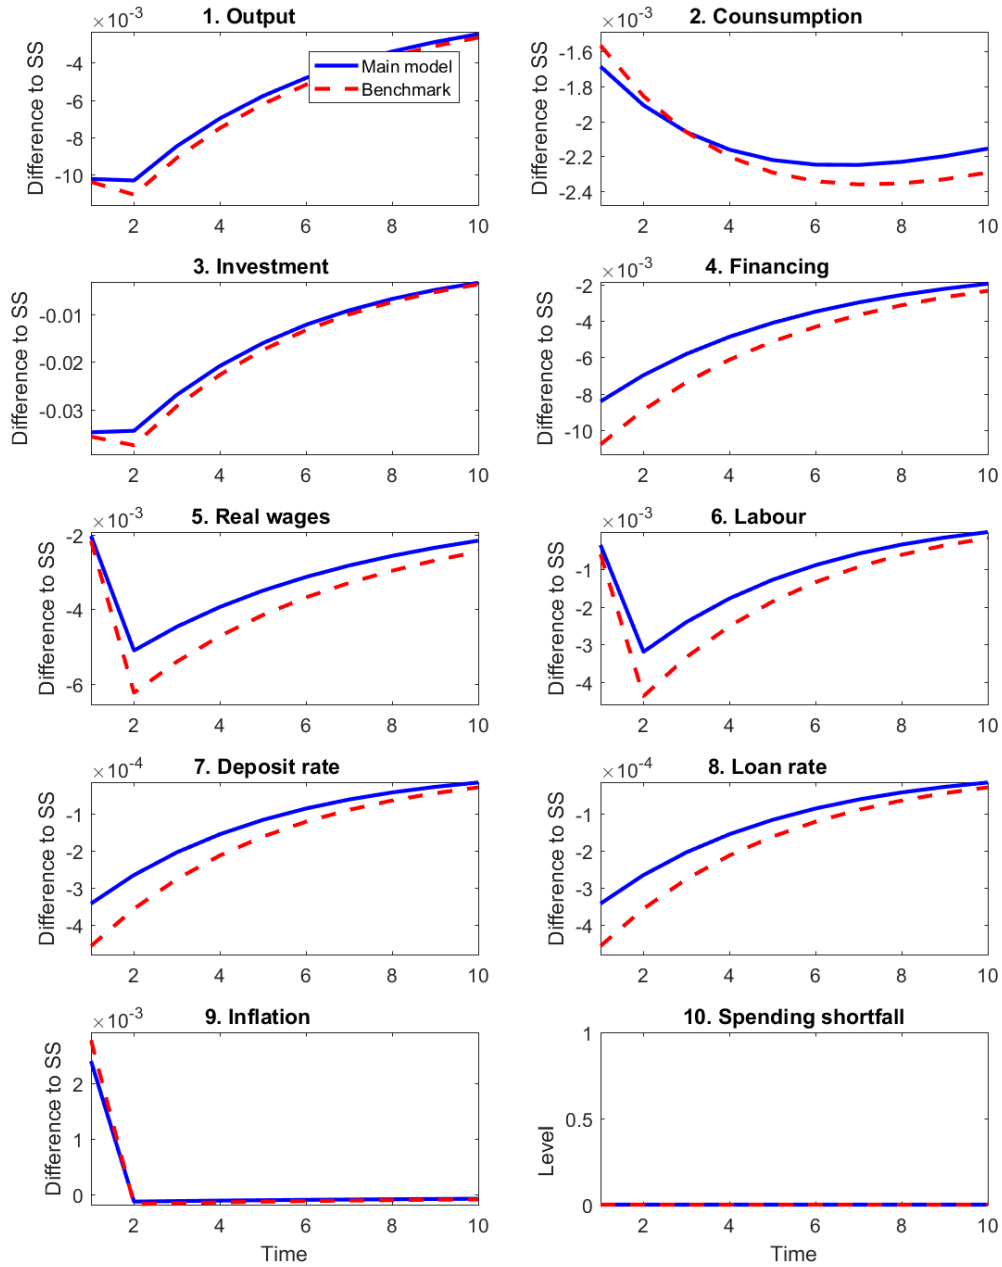 1. Output
×10-3
Difference to SS
-4
-6
-8
-10
2 4 6 8 10
Main model
Benchmark
2. Counsumption
×10-3
Difference to SS
-1.6
-1.8
-2
-2.2
-2.4
2 4 6 8 10
3. Investment
Difference to SS
-0.01
-0.02
-0.03
2 4 6 8 10
4. Financing
×10-3
Difference to SS
-2
-4
-6
-8
-10
2 4 6 8 10
5. Real wages
×10-3
Difference to SS
-2
-4
-6
2 4 6 8 10
6. Labour
×10-3
Difference to SS
-1
-2
-3
-4
2 4 6 8 10
7. Deposit rate
×10-4
Difference to SS
-1
-2
-3
-4
2 4 6 8 10
8. Loan rate
×10-4
Difference to SS
-1
-2
-3
-4
2 4 6 8 10
9. Inflation
×10-3
Difference to SS
2
1
0
2 4 6 8 10
Time
10. Spending shortfall
Level
1
0.5
0
2 4 6 8 10
Time